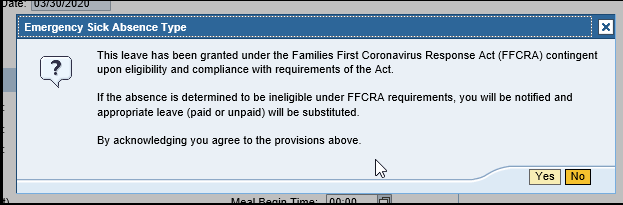 Date: 03/30/2020
Emergency Sick Absence Type
This leave has been granted under the Families First Coronavirus Response Act (FFCRA) contingent
upon eligibility and compliance with requirements of the Act.
If the absence is determined to be ineligible under FFCRA requirements, you will be notified and
appropriate leave (paid or unpaid) will be substituted.
By acknowledging you agree to the provisions above.
Yes No
Meal Begin Time: 00:00